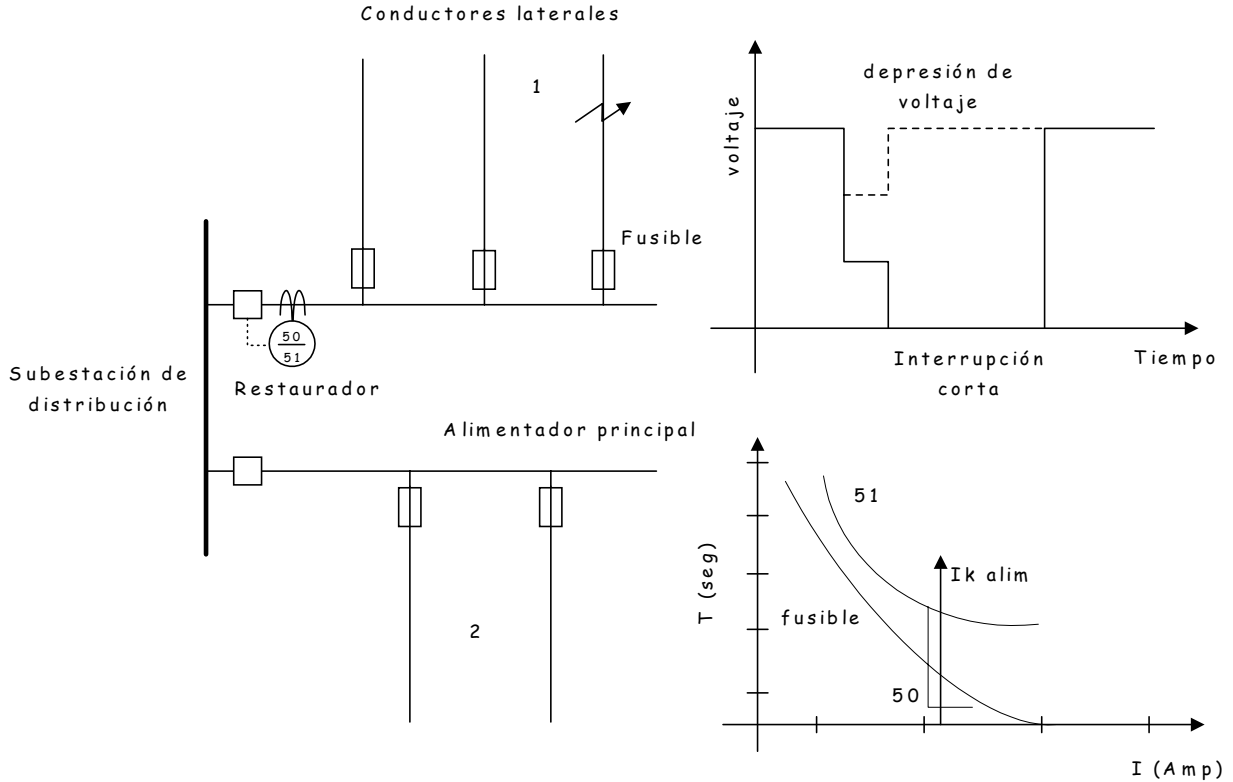 Conductores laterales
1
Fusible
50
51
Subestación de
distribución
Restaurador
Alimentador principal
2
depresión de
voltaje
voltaje
Interrupción
corta
Tiempo
51
Ik alim
T (seg)
fusible
50
I (Amp)